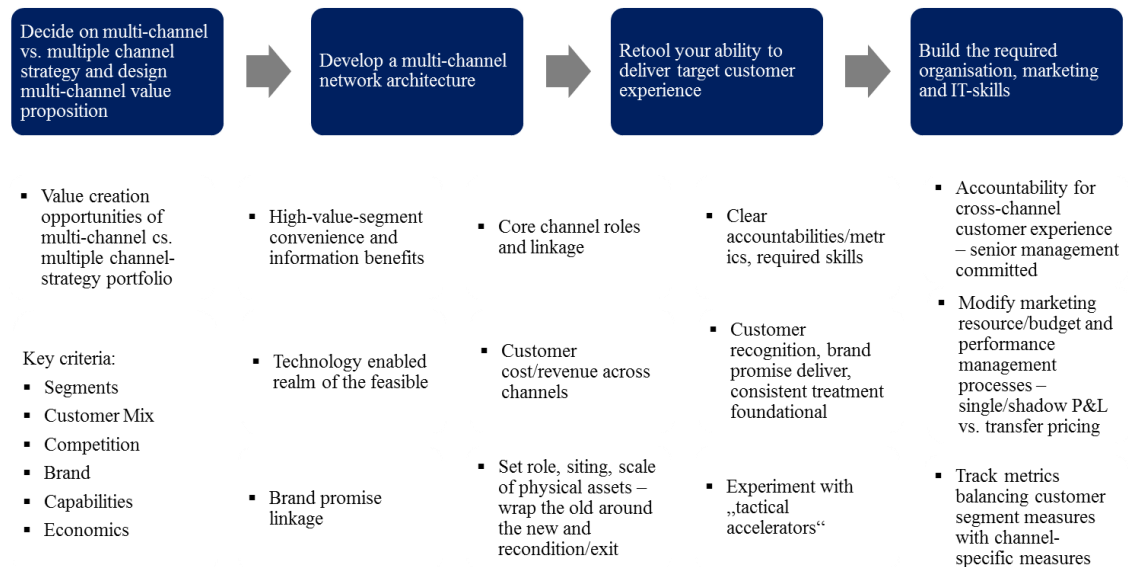 Decide on multi-channel
vs. multiple channel
strategy and design
multi-channel value
proposition
Develop a multi-channel
network architecture
Retool your ability to
deliver target customer
experience
Build the required
organisation, marketing
and IT-skills
▪ Value creation
opportunities of
multi-channel cs.
multiple channel-
strategy portfolio
Key criteria:
▪ Segments
▪ Customer Mix
▪ Competition
▪ Brand
▪ Capabilities
▪ Economics
▪ High-value-segment
convenience and
information benefits
▪ Technology enabled
realm of the feasible
▪ Brand promise
linkage
▪ Core channel roles
and linkage
▪ Customer
cost/revenue across
channels
▪ Set role, siting, scale
of physical assets –
wrap the old around
the new and
recondition/exit
▪ Clear
accountabilities/metr
ics, required skills
▪ Customer
recognition, brand
promise deliver,
consistent treatment
foundational
▪ Experiment with
„tactical
accelerators“
▪ Accountability for
cross-channel
customer experience
– senior management
committed
▪ Modify marketing
resource/budget and
performance
management
processes –
single/shadow P&L
vs. transfer pricing
▪ Track metrics
balancing customer
segment measures
with channel-
specific measures